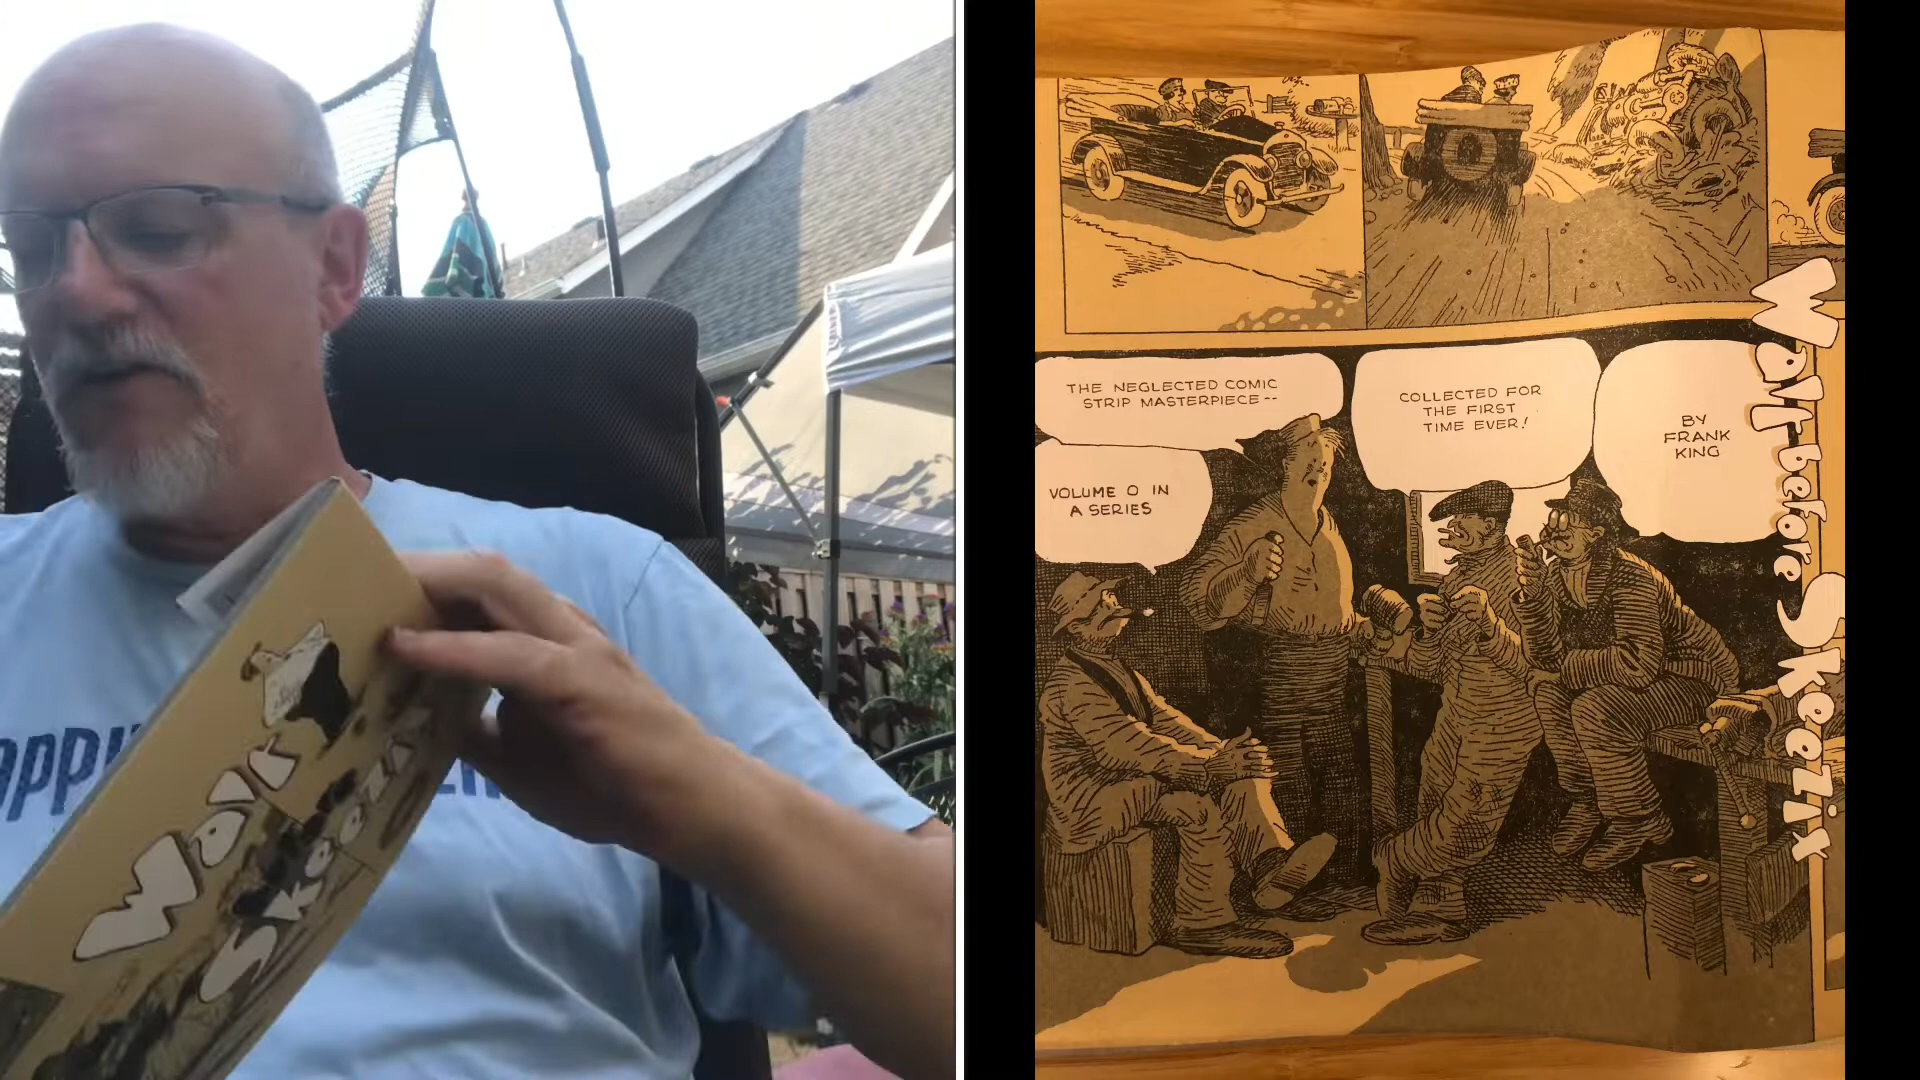 Walt
Skeezix
THE NEGLECTED COMIC
STRIP MASTERPIECE--
COLLECTED FOR
THE FIRST
TIME EVER!
BY
FRANK
KING
VOLUME 0 IN
A SERIES
Walt before Skeezix